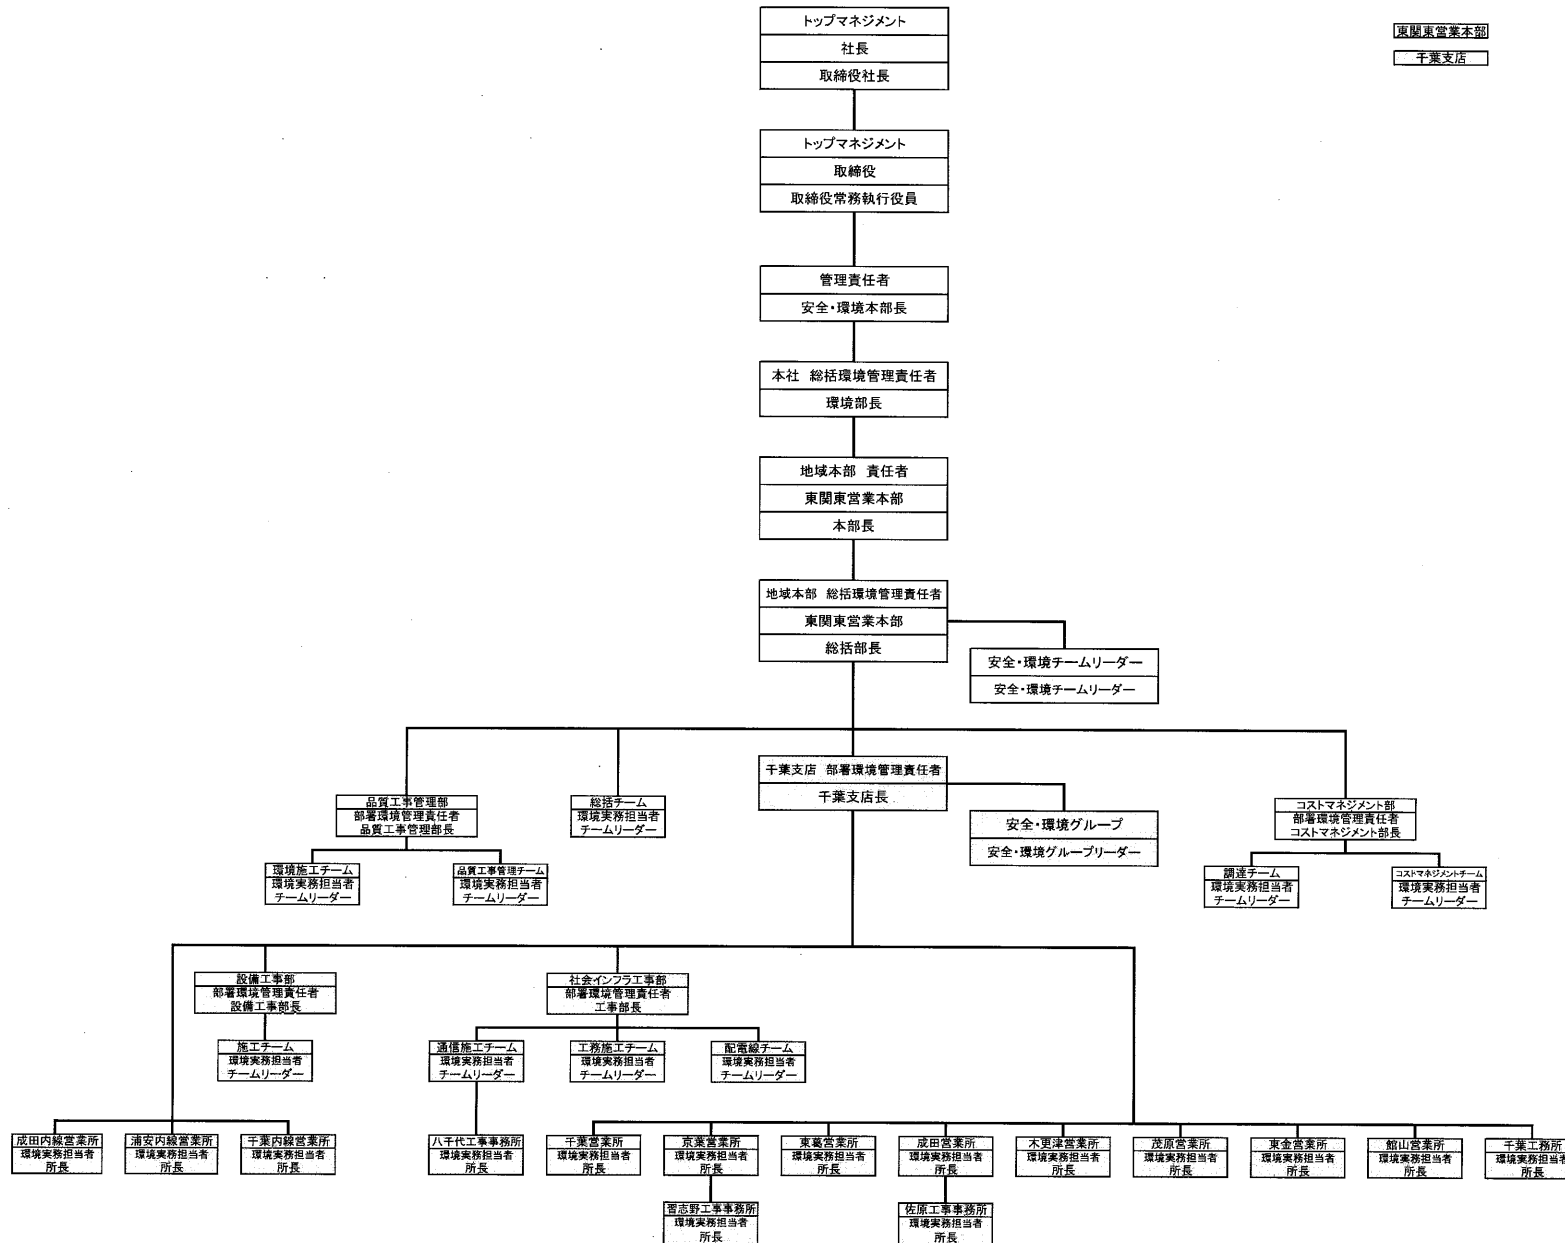 トップマネジメント
社長
取締役社長
東関東営業本部
千葉支店
トップマネジメント
取締役
取締役常務執行役員
管理責任者
安全・環境本部長
本社 総括環境管理責任者
環境部長
地域本部 責任者
東関東営業本部
本部長
地域本部 総括環境管理責任者
東関東営業本部
総括部長
安全・環境チームリーダー
安全・環境チームリーダー
品質工事管理部
部署環境管理責任者
品質工事管理部長
総括チーム
環境実務担当者
チームリーダー
千葉支店 部署環境管理責任者
千葉支店長
安全・環境グループ
安全・環境グループリーダー
コストマネジメント部
部署環境管理責任者
コストマネジメント部長
環境施工チーム
環境実務担当者
チームリーダー
品質工事管理チーム
環境実務担当者
チームリーダー
調達チーム
環境実務担当者
チームリーダー
コストマネジメントチーム
環境実務担当者
チームリーダー
設備工事部
部署環境管理責任者
設備工事部長
社会インフラ工事部
部署環境管理責任者
工事部長
施工チーム
環境実務担当者
チームリーダー
通信施工チーム
環境実務担当者
チームリーダー
工務施工チーム
環境実務担当者
チームリーダー
配電線チーム
環境実務担当者
チームリーダー
成田内線営業所
環境実務担当者
所長
浦安内線営業所
環境実務担当者
所長
千葉内線営業所
環境実務担当者
所長
八千代工事事務所
環境実務担当者
所長
千葉営業所
環境実務担当者
所長
京葉営業所
環境実務担当者
所長
東葛営業所
環境実務担当者
所長
成田営業所
環境実務担当者
所長
木更津営業所
環境実務担当者
所長
茂原営業所
環境実務担当者
所長
東金営業所
環境実務担当者
所長
館山営業所
環境実務担当者
所長
千葉工務所
環境実務担当者
所長
習志野工事事務所
環境実務担当者
所長
佐原工事事務所
環境実務担当者
所長